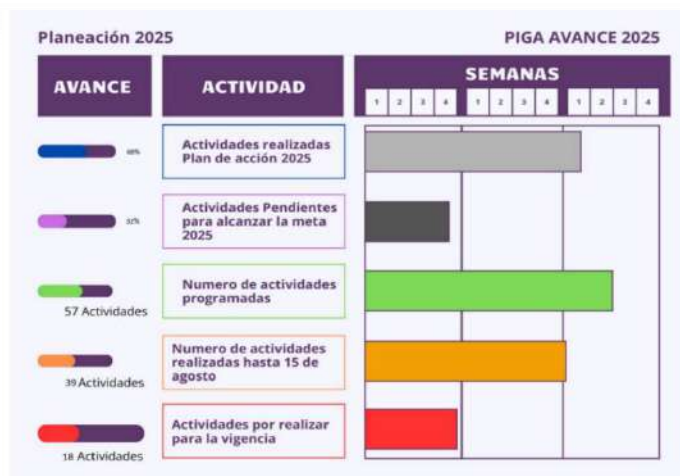 Planeación 2025
PIGA AVANCE 2025
AVANCE
ACTIVIDAD
SEMANAS
1 2 3 4 1 2 3 4 1 2 3 4
68%
Actividades realizadas
Plan de acción 2025
32%
Actividades Pendientes
para alcanzar la meta
2025
Numero de actividades
programadas
57 Actividades
Numero de actividades
realizadas hasta 15 de
agosto
39 Actividades
Actividades por realizar
para la vigencia
18 Actividades